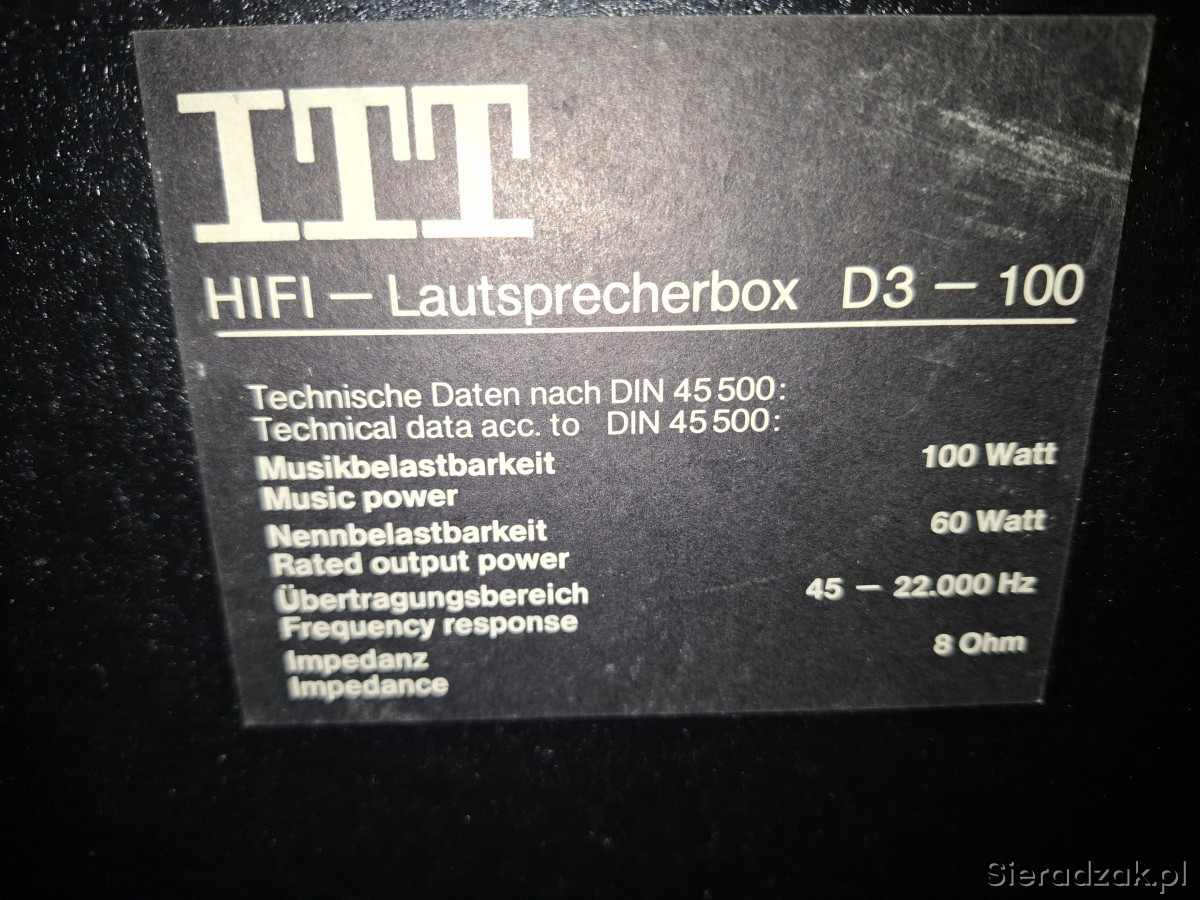 ITT
HIFI — Lautsprecherbox D3 — 100
Technische Daten nach DIN 45 500:
Technical data acc. to DIN 45 500:
Musikbelastbarkeit 100 Watt
Music power
Nennbelastbarkeit 60 Watt
Rated output power
Übertragungsbereich 45 — 22.000 Hz
Frequency response
Impedanz 8 Ohm
Impedance
Sieradzak.pl